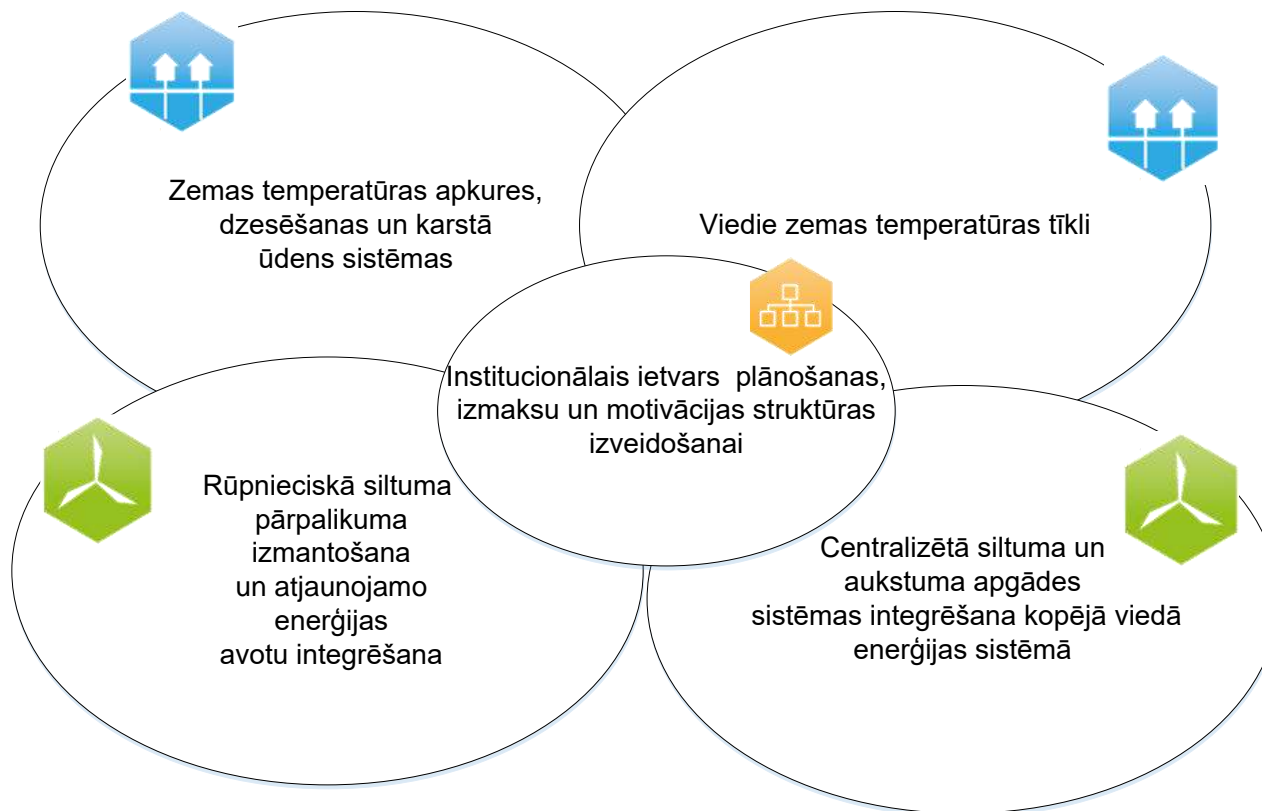 Zemas temperatūras apkures,
dzesēšanas un karstā
ūdens sistēmas
Viedie zemas temperatūras tīkli
Institucionālais ietvars  plānošanas,
izmaksu un motivācijas struktūras
izveidošanai
Rūpnieciskā siltuma
pārpalikuma
izmantošana
un atjaunojamo
enerģijas
avotu integrēšana
Centralizētā siltuma un
aukstuma apgādes
sistēmas integrēšana kopējā viedā
enerģijas sistēmā